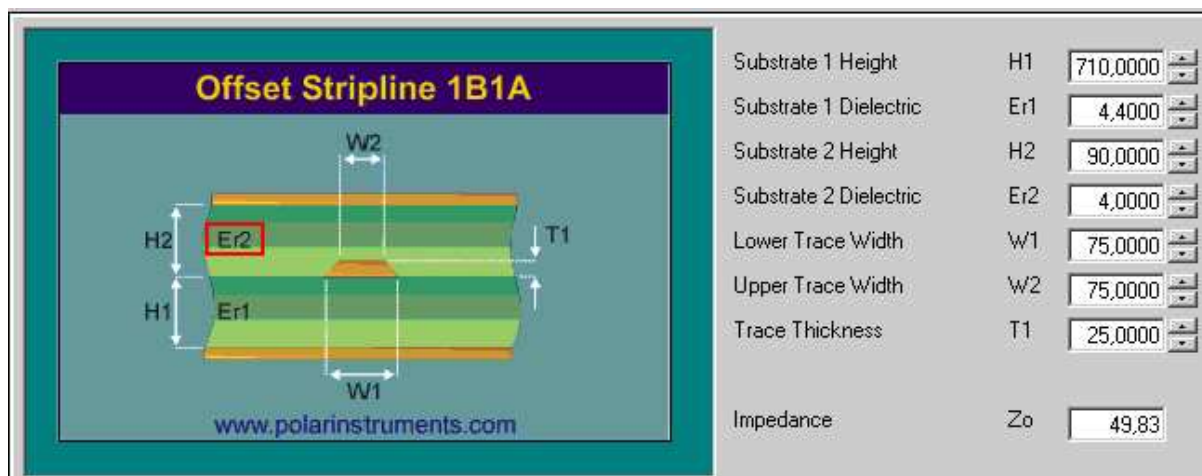 Offset Stripline 1B1A
W2
H2
Er2
T1
H1
Er1
W1
www.polarinstruments.com
Substrate 1 Height H1 710,0000
Substrate 1 Dielectric Er1 4,4000
Substrate 2 Height H2 90,0000
Substrate 2 Dielectric Er2 4,0000
Lower Trace Width W1 75,0000
Upper Trace Width W2 75,0000
Trace Thickness T1 25,0000
Impedance Zo 49,83